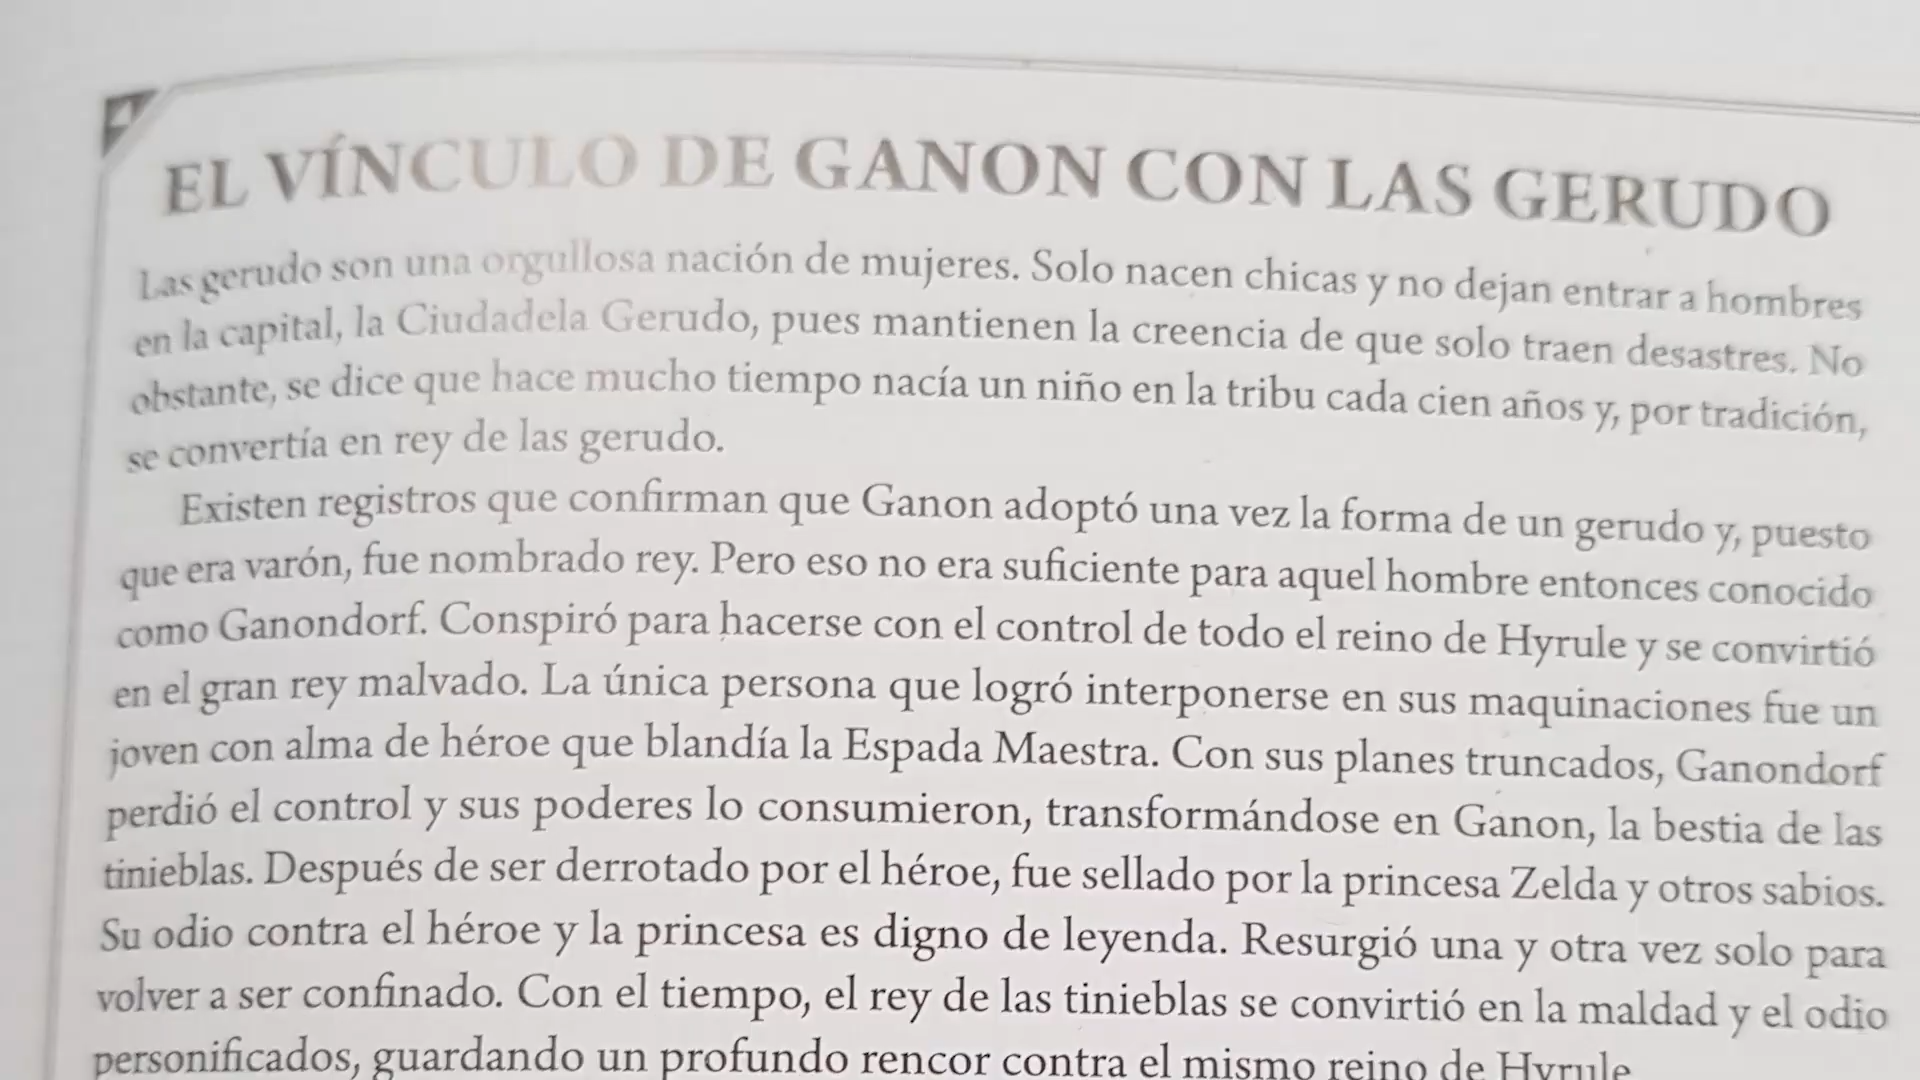 EL VÍNCULO DE GANON CON LAS GERUDO
Las gerudo son una orgullosa nación de mujeres. Solo nacen chicas y no dejan entrar a hombres
en la capital, la Ciudadela Gerudo, pues mantienen la creencia de que solo traen desastres. No
obstante, se dice que hace mucho tiempo nacía un niño en la tribu cada cien años y, por tradición,
se convertía en rey de las gerudo.
Existen registros que confirman que Ganon adoptó una vez la forma de un gerudo y, puesto
que era varón, fue nombrado rey. Pero eso no era suficiente para aquel hombre entonces conocido
como Ganondorf. Conspiró para hacerse con el control de todo el reino de Hyrule y se convirtió
en el gran rey malvado. La única persona que logró interponerse en sus maquinaciones fue un
joven con alma de héroe que blandía la Espada Maestra. Con sus planes truncados, Ganondorf
perdió el control y sus poderes lo consumieron, transformándose en Ganon, la bestia de las
tinieblas. Después de ser derrotado por el héroe, fue sellado por la princesa Zelda y otros sabios.
Su odio contra el héroe y la princesa es digno de leyenda. Resurgió una y otra vez solo para
volver a ser confinado. Con el tiempo, el rey de las tinieblas se convirtió en la maldad y el odio
personificados, guardando un profundo rencor contra el mismo reino de Hyrule.